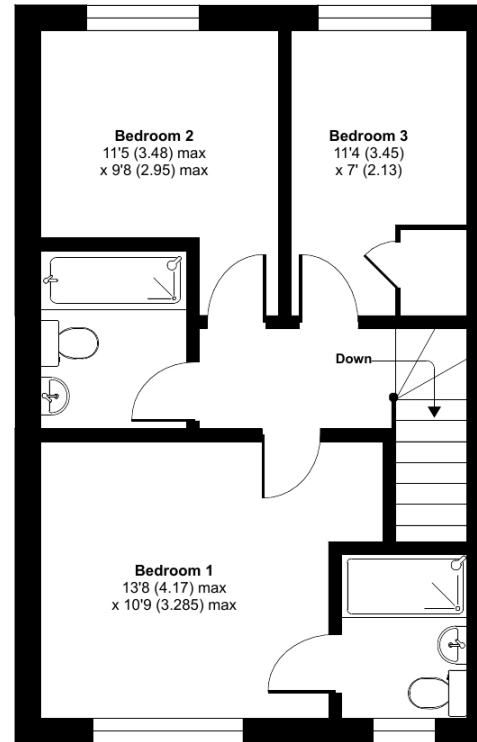 Bedroom 2
11'5 (3.48) max
x 9'8 (2.95) max
Bedroom 3
11'4 (3.45)
x 7' (2.13)
Down
Bedroom 1
13'8 (4.17) max
x 10'9 (3.285) max